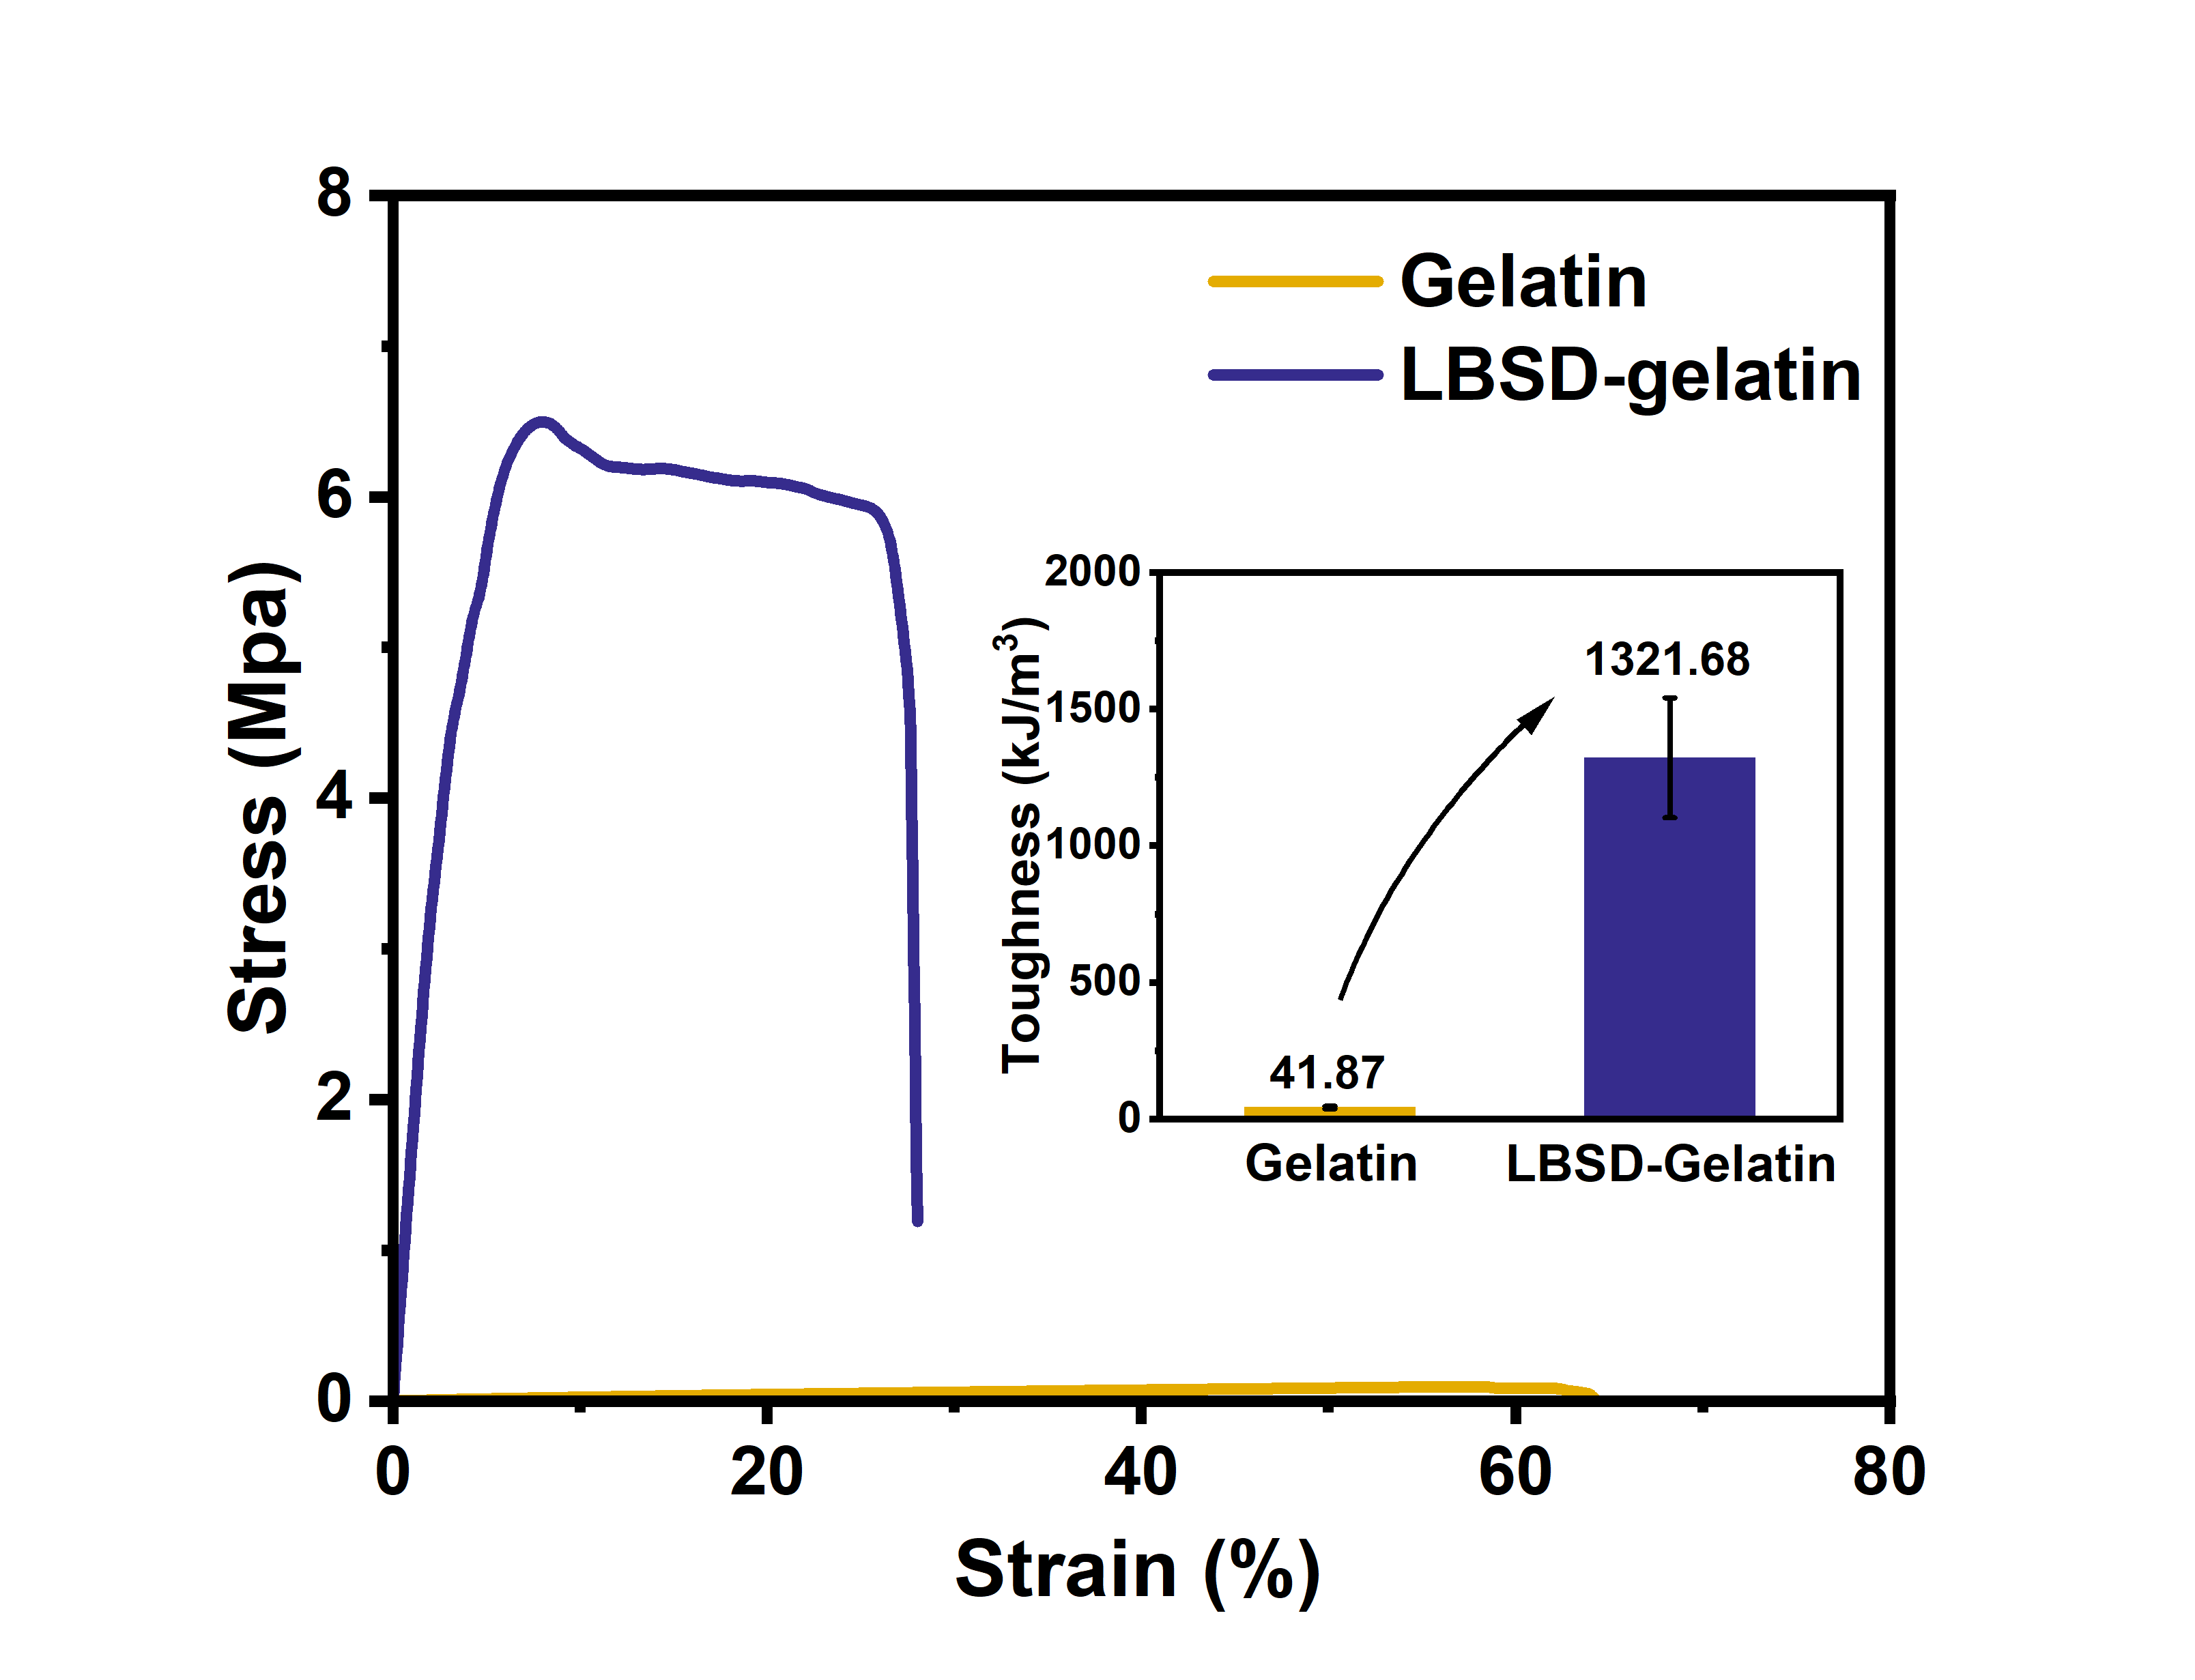 8
6
4
2
0
Stress (Mpa)
Gelatin
LBSD-gelatin
2000
1500
1000
500
0
Toughness (kJ/m³)
1321.68
41.87
Gelatin
LBSD-Gelatin
0
20
40
60
80
Strain (%)